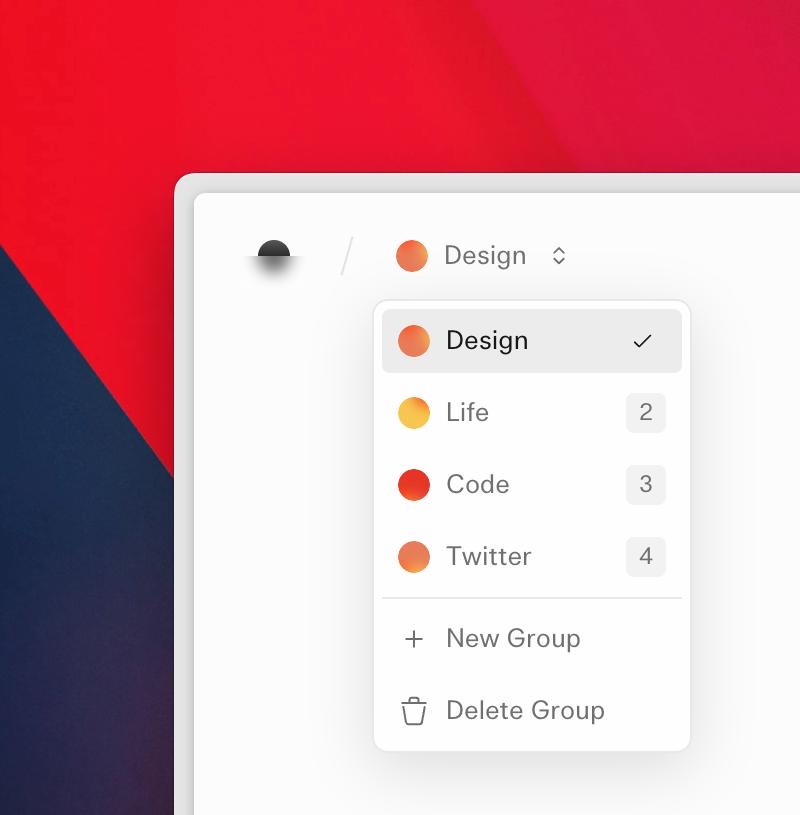 / Design
Design
Life 2
Code 3
Twitter 4
New Group
Delete Group